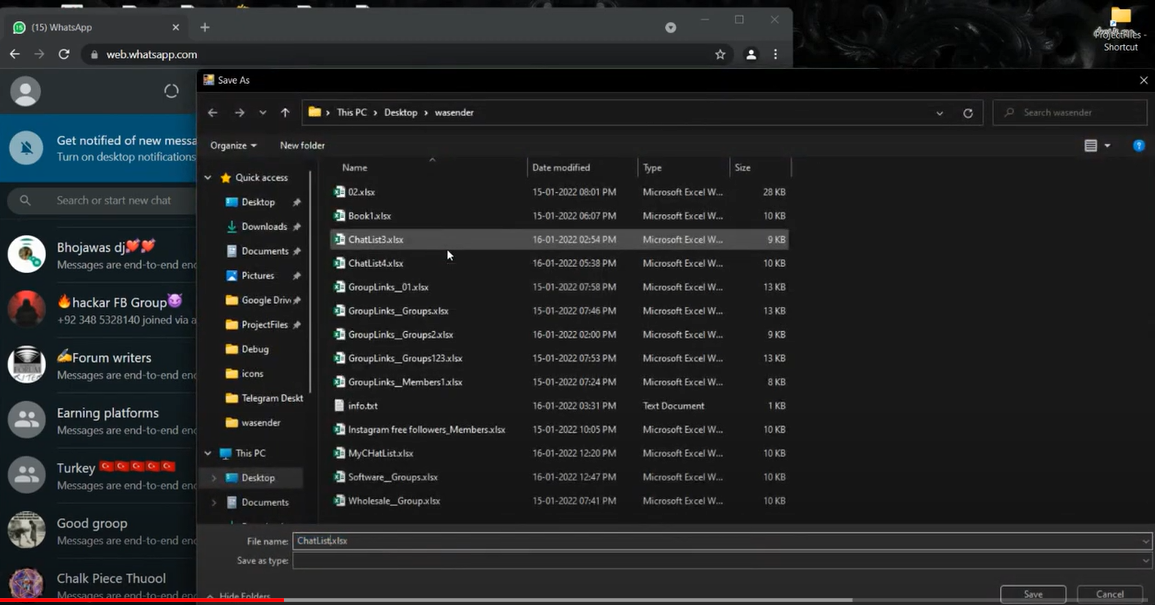 (15) WhatsApp
web.whatsapp.com
ProjectFiles -
Shortcut
Save As
This PC > Desktop > wasender
Search wasender
Organize
New folder
Get notified of new messa
Turn on desktop notifications
Search or start new chat
Bhojawas dj
Messages are end-to-end en
hackar FB Group
+92 348 5328140 joined via a
Forum writers
Messages are end-to-end en
Earning platforms
Messages are end-to-end en
Turkey
Messages are end-to-end en
Good groop
Messages are end-to-end en
Chalk Piece Thuool
Messages are end-to-end en
Quick access
Desktop
Downloads
Documents
Pictures
Google Driv
ProjectFiles
Debug
icons
Telegram Deskt
wasender
This PC
Desktop
Documents
Name Date modified Type Size
02.xlsx 15-01-2022 08:01 PM Microsoft Excel W... 28 KB
Book1.xlsx 15-01-2022 06:07 PM Microsoft Excel W... 10 KB
ChatList3.xlsx 16-01-2022 02:54 PM Microsoft Excel W... 9 KB
ChatList4.xlsx 16-01-2022 05:38 PM Microsoft Excel W... 10 KB
GroupLinks__01.xlsx 15-01-2022 07:58 PM Microsoft Excel W... 13 KB
GroupLinks__Groups.xlsx 15-01-2022 07:46 PM Microsoft Excel W... 13 KB
GroupLinks__Groups2.xlsx 16-01-2022 02:00 PM Microsoft Excel W... 9 KB
GroupLinks__Groups123.xlsx 15-01-2022 07:53 PM Microsoft Excel W... 13 KB
GroupLinks__Members1.xlsx 15-01-2022 07:24 PM Microsoft Excel W... 8 KB
info.txt 16-01-2022 03:31 PM Text Document 1 KB
Instagram free followers_Members.xlsx 15-01-2022 10:05 PM Microsoft Excel W... 10 KB
MyCHatList.xlsx 16-01-2022 12:20 PM Microsoft Excel W... 10 KB
Software__Groups.xlsx 16-01-2022 12:47 PM Microsoft Excel W... 10 KB
Wholesale__Group.xlsx 15-01-2022 07:41 PM Microsoft Excel W... 10 KB
File name: ChatList.xlsx
Save as type:
Hide Folders
Save
Cancel